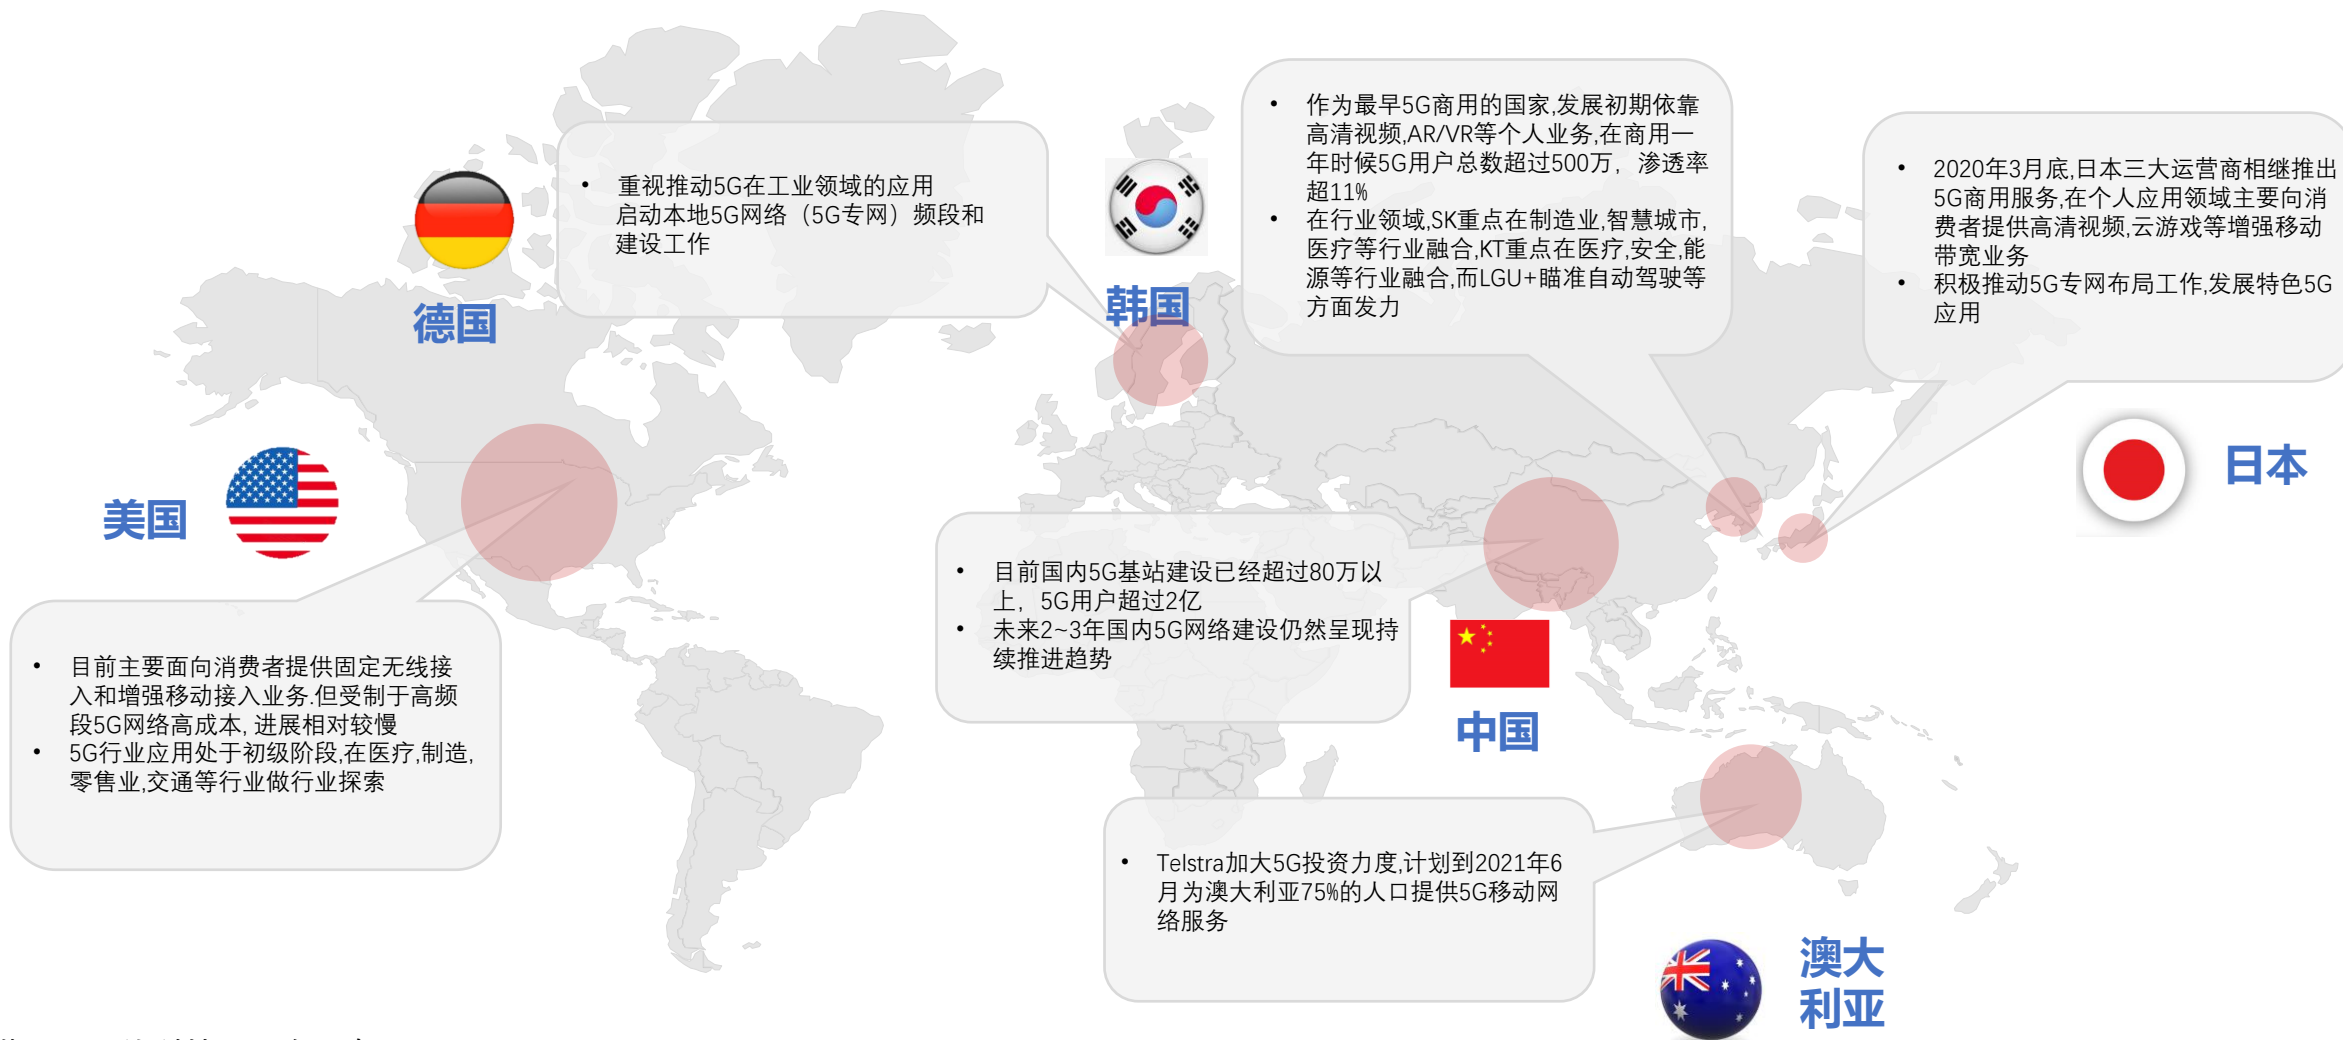 德国
• 重视推动5G在工业领域的应用
启动本地5G网络（5G专网）频段和
建设工作
韩国
• 作为最早5G商用的国家,发展初期依靠
高清视频,AR/VR等个人业务,在商用一
年时候5G用户总数超过500万，渗透率
超11%
• 在行业领域,SK重点在制造业,智慧城市,
医疗等行业融合,KT重点在医疗,安全,能
源等行业融合,而LGU+瞄准自动驾驶等
方面发力
• 2020年3月底,日本三大运营商相继推出
5G商用服务,在个人应用领域主要向消
费者提供高清视频,云游戏等增强移动
带宽业务
• 积极推动5G专网布局工作,发展特色5G
应用
日本
美国
• 目前主要面向消费者提供固定无线接
入和增强移动接入业务.但受制于高频
段5G网络高成本, 进展相对较慢
• 5G行业应用处于初级阶段,在医疗,制造,
零售业,交通等行业做行业探索
• 目前国内5G基站建设已经超过80万以
上，5G用户超过2亿
• 未来2~3年国内5G网络建设仍然呈现持
续推进趋势
中国
• Telstra加大5G投资力度,计划到2021年6
月为澳大利亚75%的人口提供5G移动网
络服务
澳大
利亚